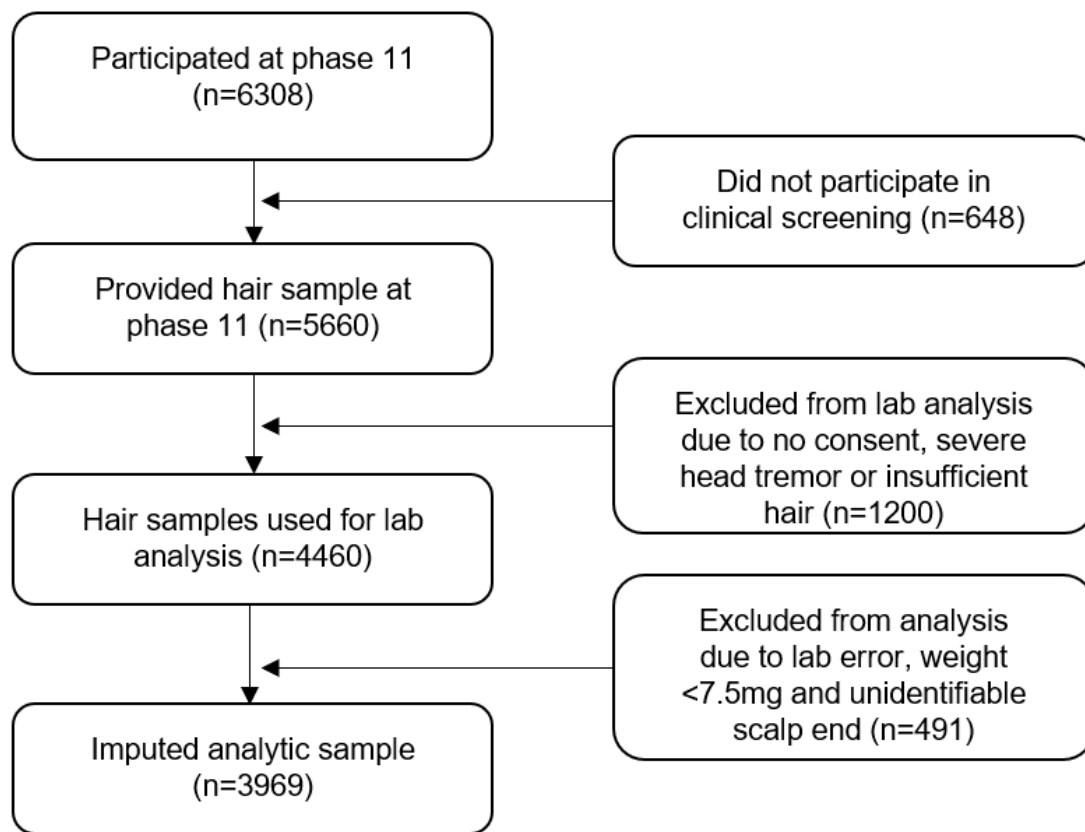 Participated at phase 11
(n=6308)
Did not participate in
clinical screening (n=648)
Provided hair sample at
phase 11 (n=5660)
Excluded from lab analysis
due to no consent, severe
head tremor or insufficient
hair (n=1200)
Hair samples used for lab
analysis (n=4460)
Excluded from analysis
due to lab error, weight
<7.5mg and unidentifiable
scalp end (n=491)
Imputed analytic sample
(n=3969)